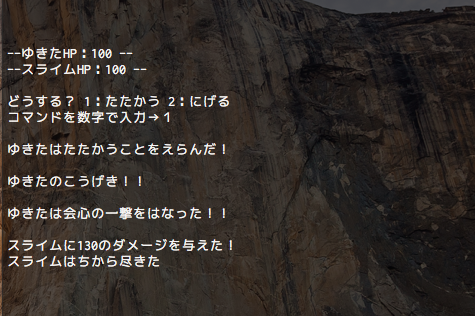 --ゆきたHP：100 --
--スライムHP：100 --
どうする？ 1：たたかう 2：にげる
コマンドを数字で入力→1
ゆきたはたたかうことをえらんだ！
ゆきたのこうげき！！
ゆきたは会心の一撃をはなった！！
スライムに130のダメージを与えた！
スライムはちから尽きた